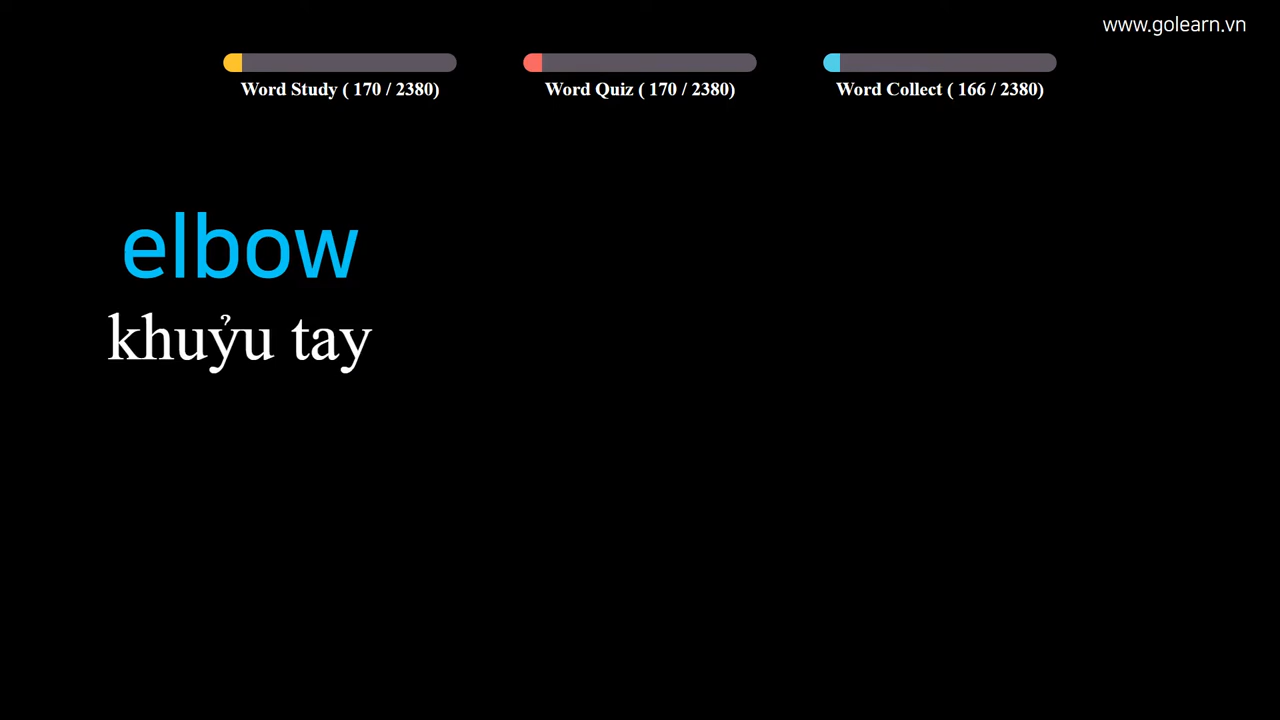 www.golearn.vn
Word Study ( 170 / 2380)
Word Quiz ( 170 / 2380)
Word Collect ( 166 / 2380)
elbow
khuỷu tay